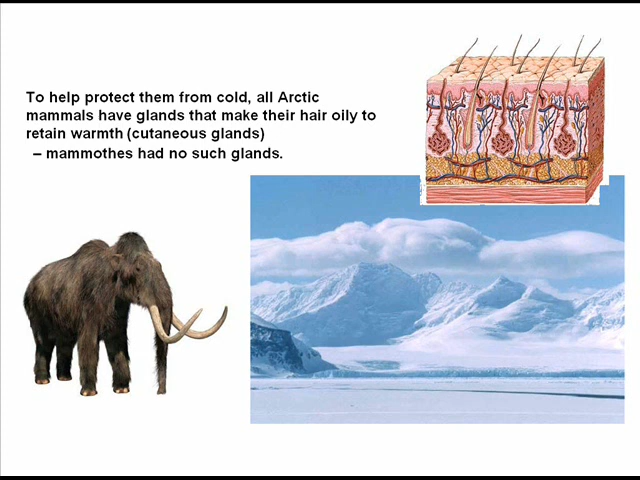 To help protect them from cold, all Arctic
mammals have glands that make their hair oily to
retain warmth (cutaneous glands)
– mammothes had no such glands.